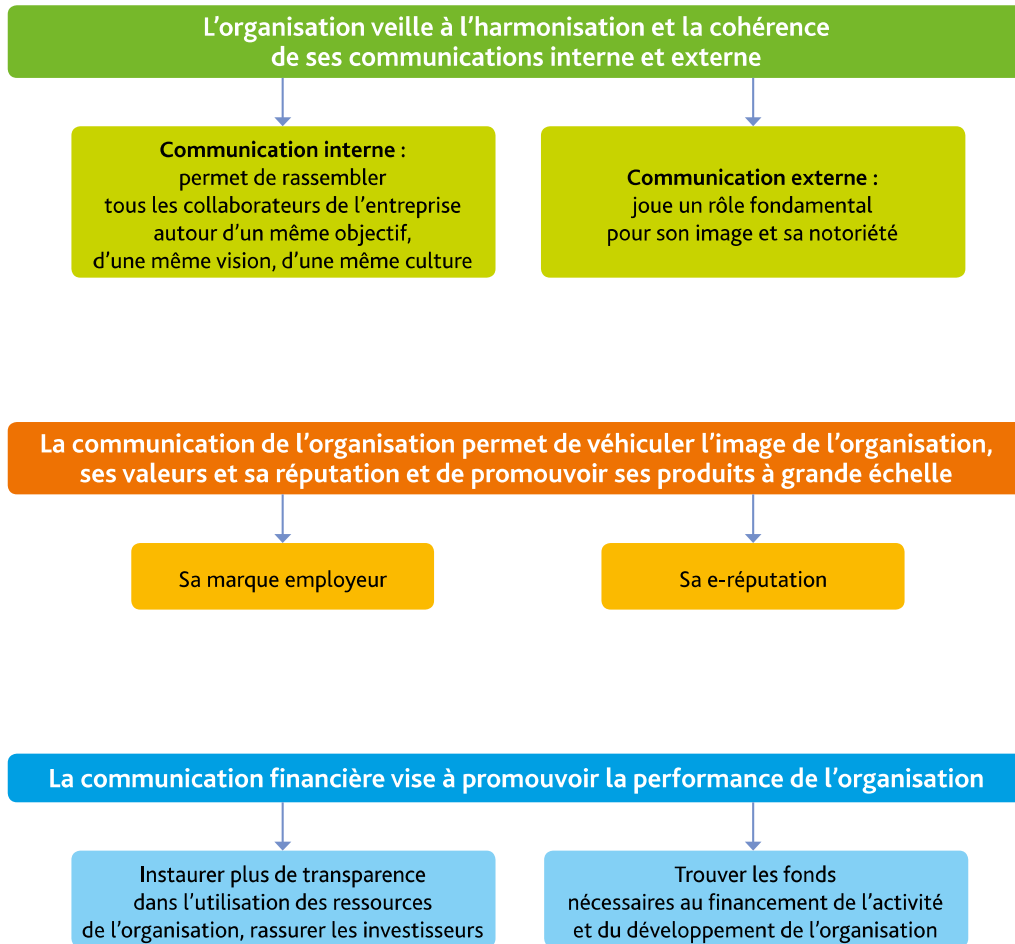 L’organisation veille à l’harmonisation et la cohérence
de ses communications interne et externe
Communication interne :
permet de rassembler
tous les collaborateurs de l’entreprise
autour d’un même objectif,
d’une même vision, d’une même culture
Communication externe :
joue un rôle fondamental
pour son image et sa notoriété
La communication de l’organisation permet de véhiculer l’image de l’organisation,
ses valeurs et sa réputation et de promouvoir ses produits à grande échelle
Sa marque employeur
Sa e-réputation
La communication financière vise à promouvoir la performance de l’organisation
Instaurer plus de transparence
dans l’utilisation des ressources
de l’organisation, rassurer les investisseurs
Trouver les fonds
nécessaires au financement de l’activité
et du développement de l’organisation